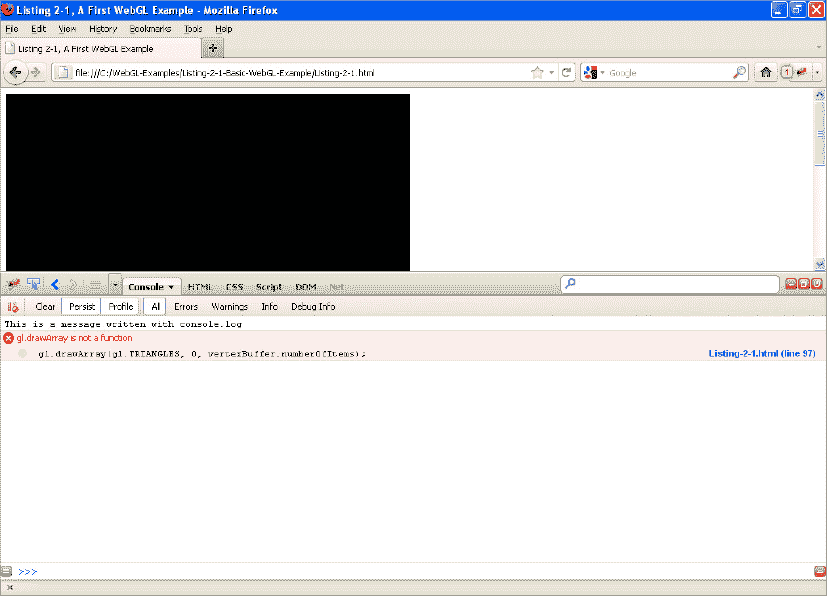 Listing 2-1, A First WebGL Example - Mozilla Firefox
File Edit View History Bookmarks Tools Help
Listing 2-1, A First WebGL Example
file:///C:/WebGL-Examples/Listing-2-1-Basic-WebGL-Example/Listing-2-1.html Google 1
Console HTML CSS Script DOM Net
Clear Persist Profile All Errors Warnings Info Debug Info
This is a message written with console.log
gl.drawArray is not a function
gl.drawArray(gl.TRIANGLES, 0, vertexBuffer.numberOfItems); Listing-2-1.html (line 97)
>>>